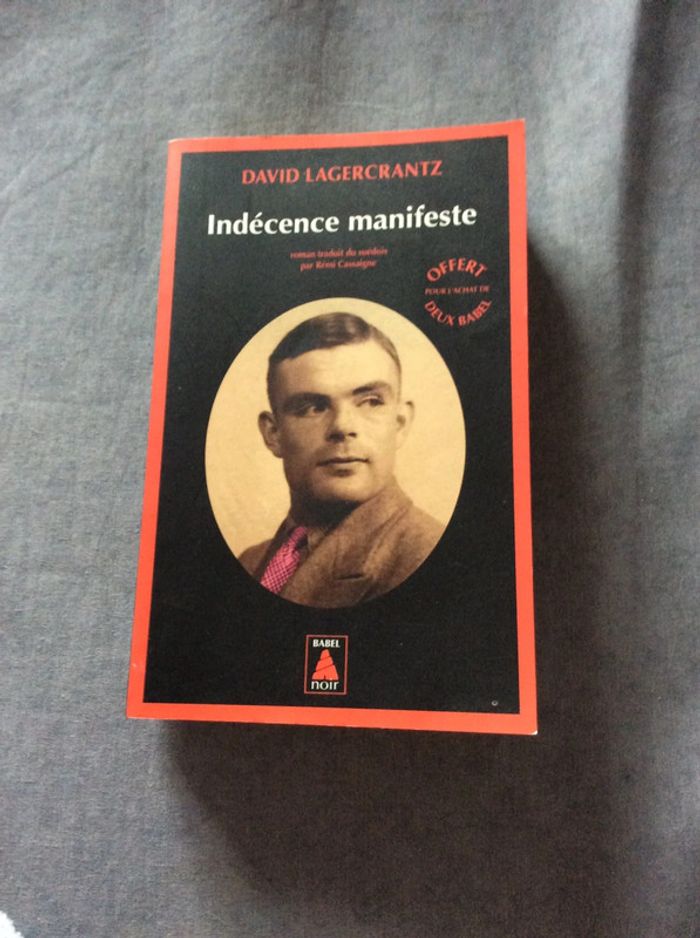 DAVID LAGERCRANTZ
Indécence manifeste
roman traduit du suédois
par Rémi Cassaigne
OFFERT
POUR L'ACHAT DE
DEUX BABEL
BABEL
noir